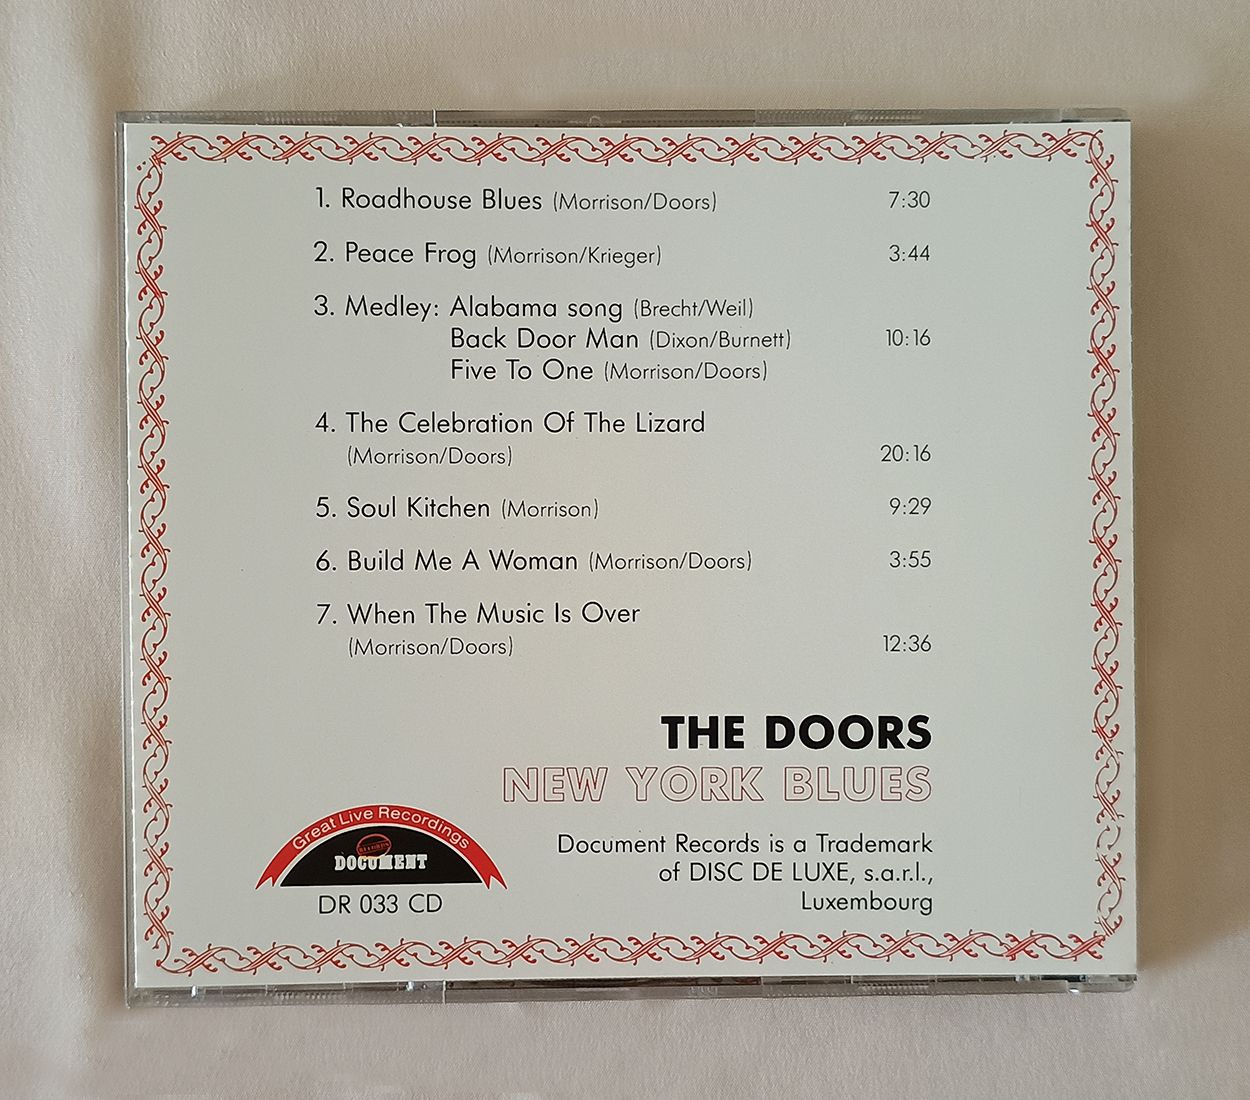 1. Roadhouse Blues (Morrison/Doors) 7:30
2. Peace Frog (Morrison/Krieger) 3:44
3. Medley: Alabama song (Brecht/Weil)
Back Door Man (Dixon/Burnett) 10:16
Five To One (Morrison/Doors)
4. The Celebration Of The Lizard
(Morrison/Doors) 20:16
5. Soul Kitchen (Morrison) 9:29
6. Build Me A Woman (Morrison/Doors) 3:55
7. When The Music Is Over
(Morrison/Doors) 12:36
THE DOORS
NEW YORK BLUES
Great Live Recordings
RECORDS
DOCUMENT
DR 033 CD
Document Records is a Trademark
of DISC DE LUXE, s.a.r.l.,
Luxembourg